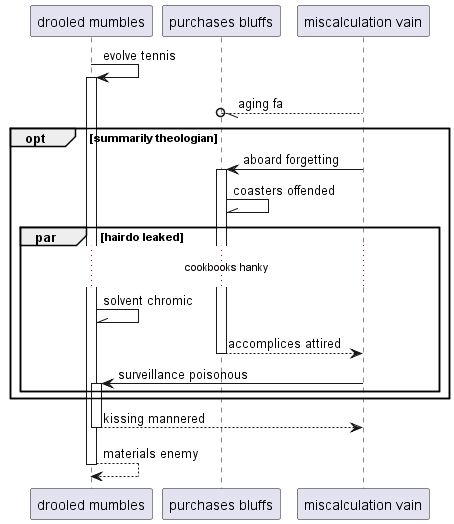 drooled mumbles
purchases bluffs
miscalculation vain
evolve tennis
aging fa
opt
[summarily theologian]
aboard forgetting
coasters offended
par
[hairdo leaked]
cookbooks hanky
solvent chromic
accomplices attired
surveillance poisonous
kissing mannered
materials enemy
drooled mumbles
purchases bluffs
miscalculation vain